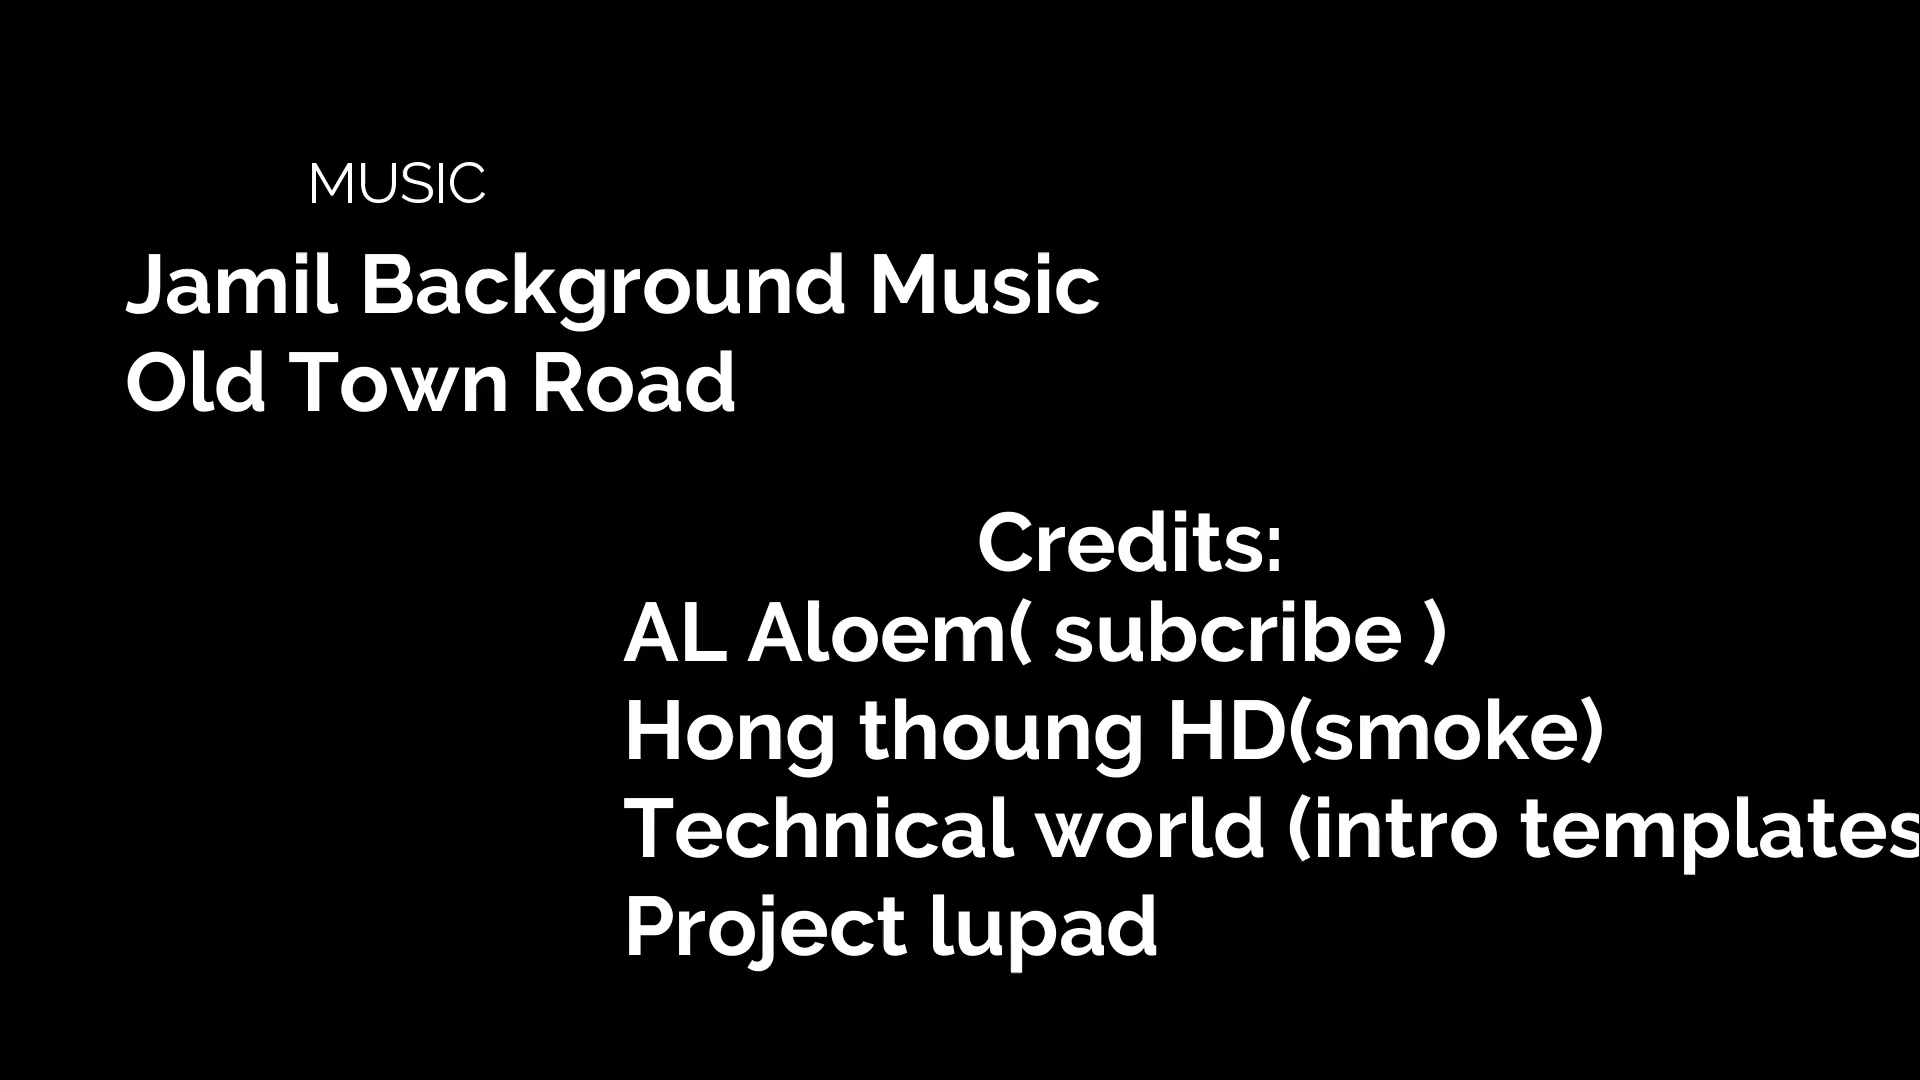 MUSIC
Jamil Background Music
Old Town Road
Credits:
AL Aloem( subcribe )
Hong thoung HD(smoke)
Technical world (intro templates
Project lupad